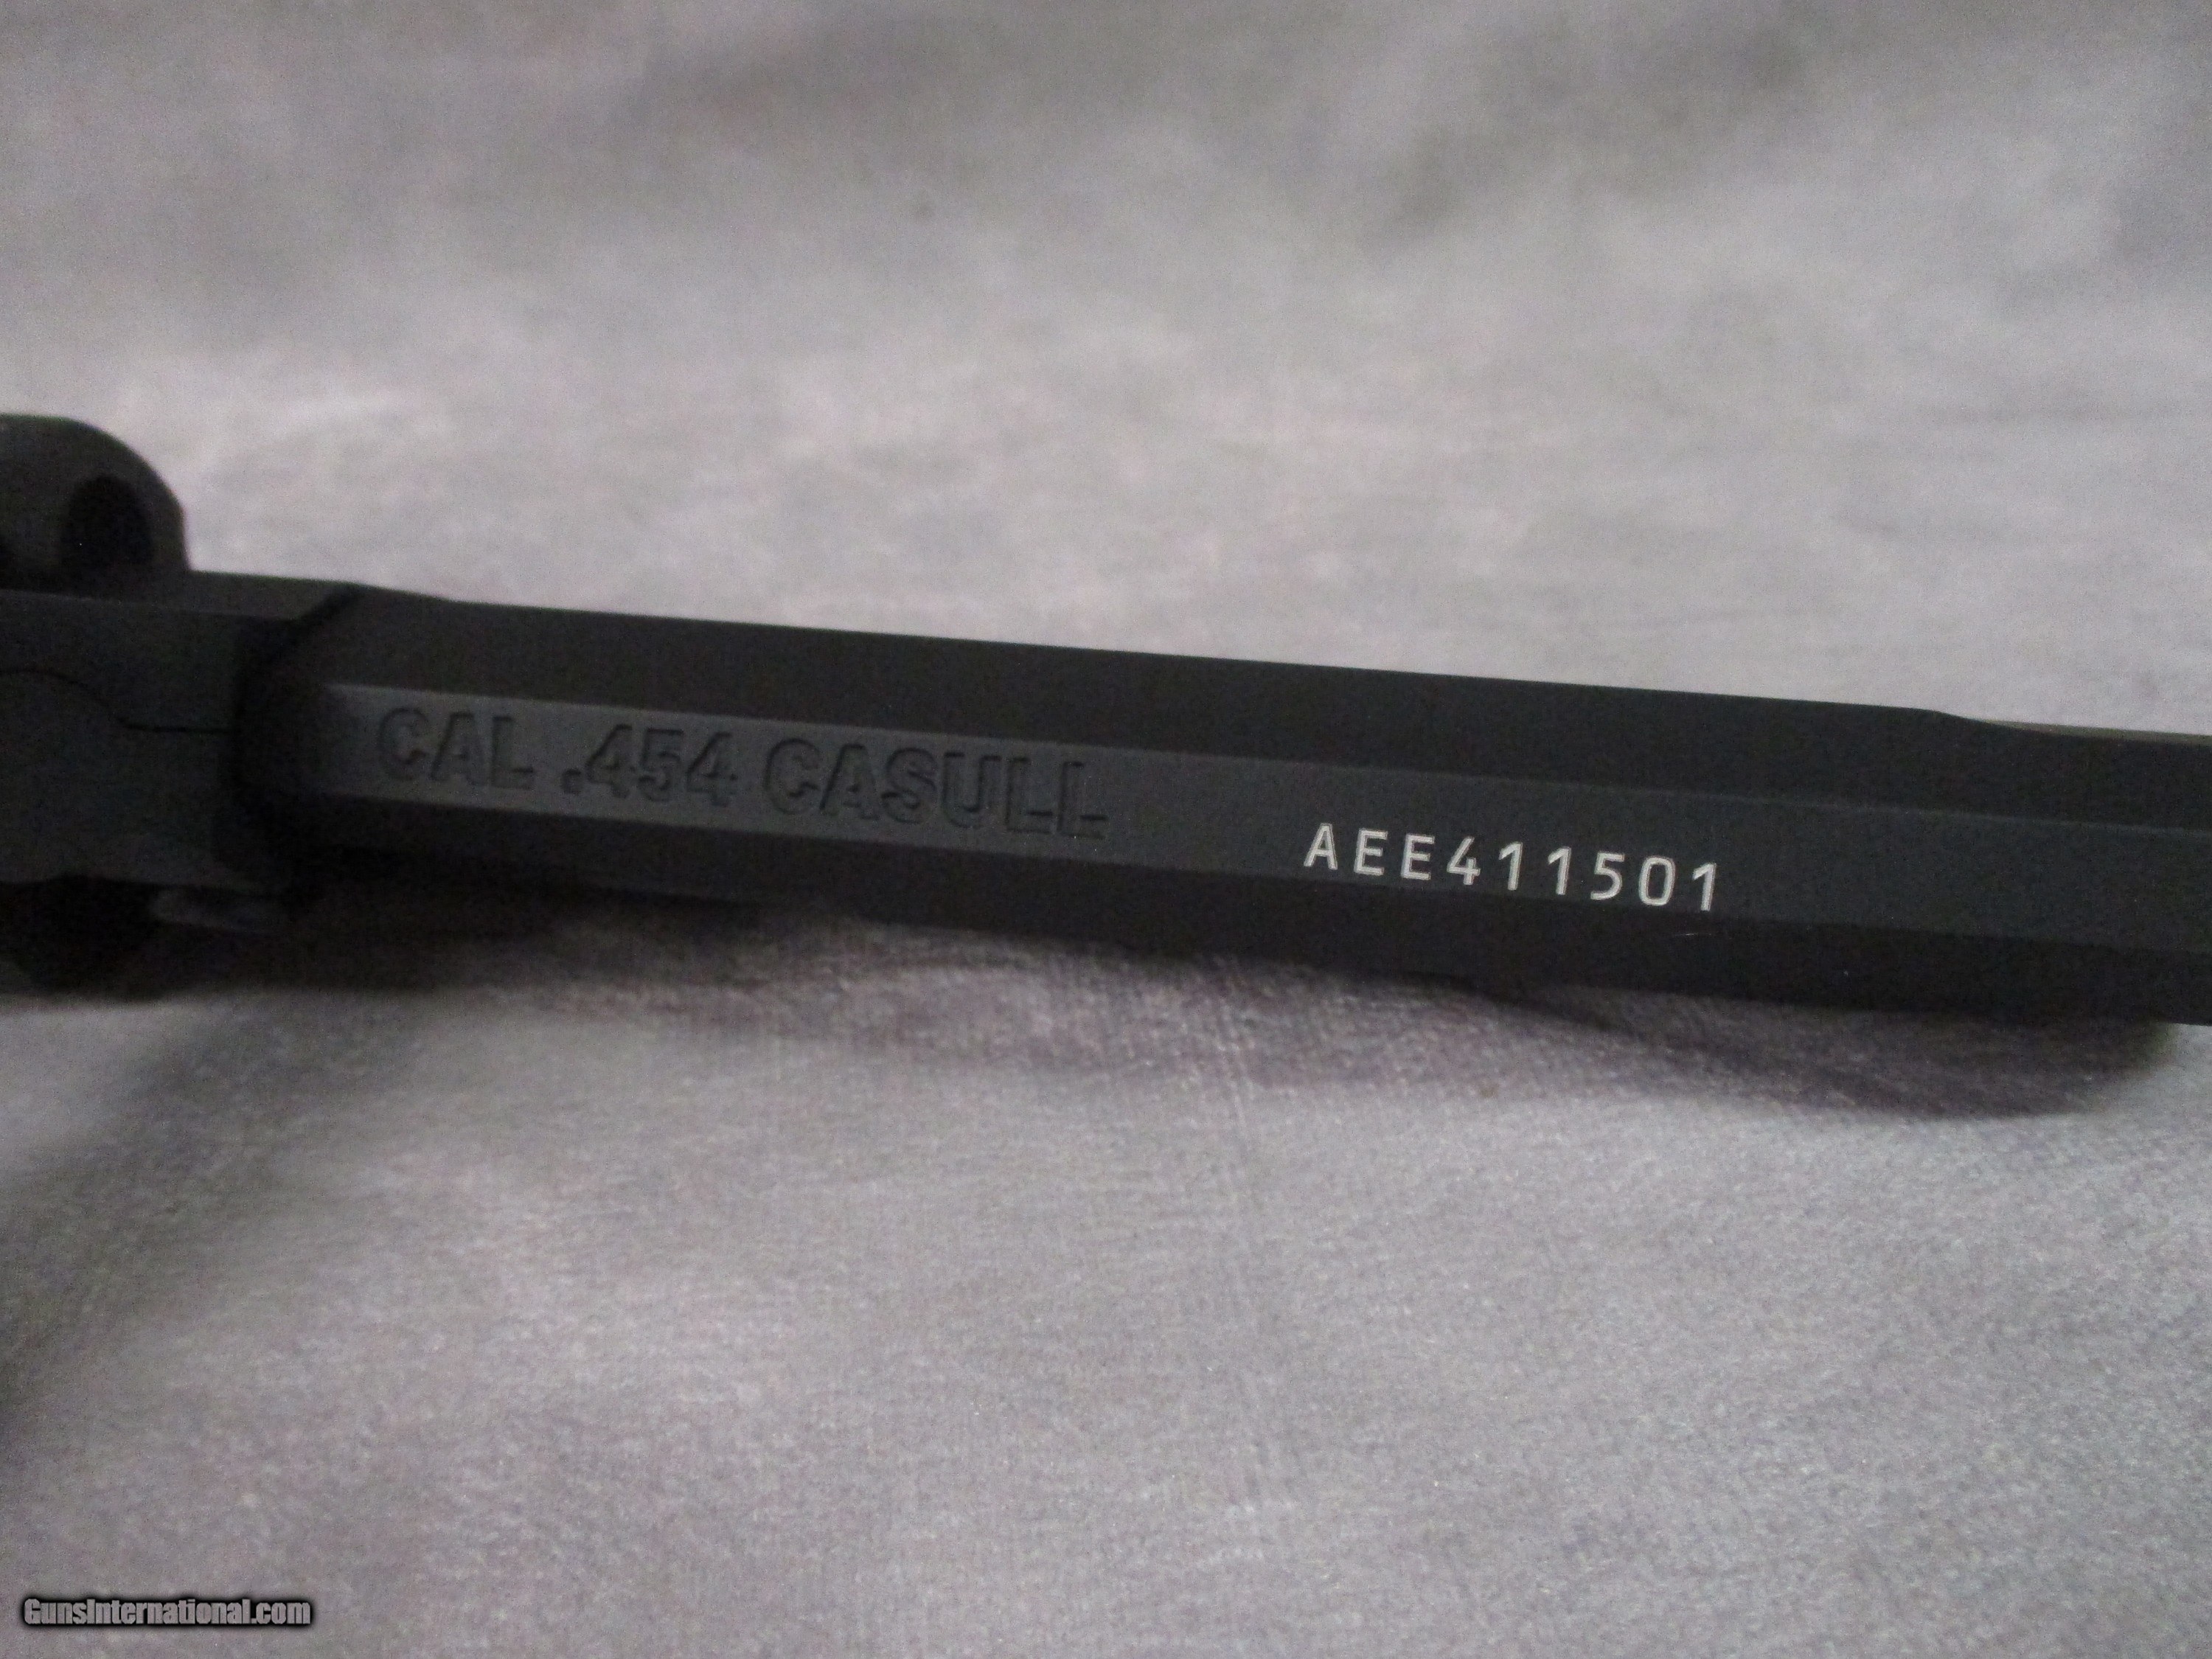 CAL .454 CASULL
AEE411501
GunsInternational.com